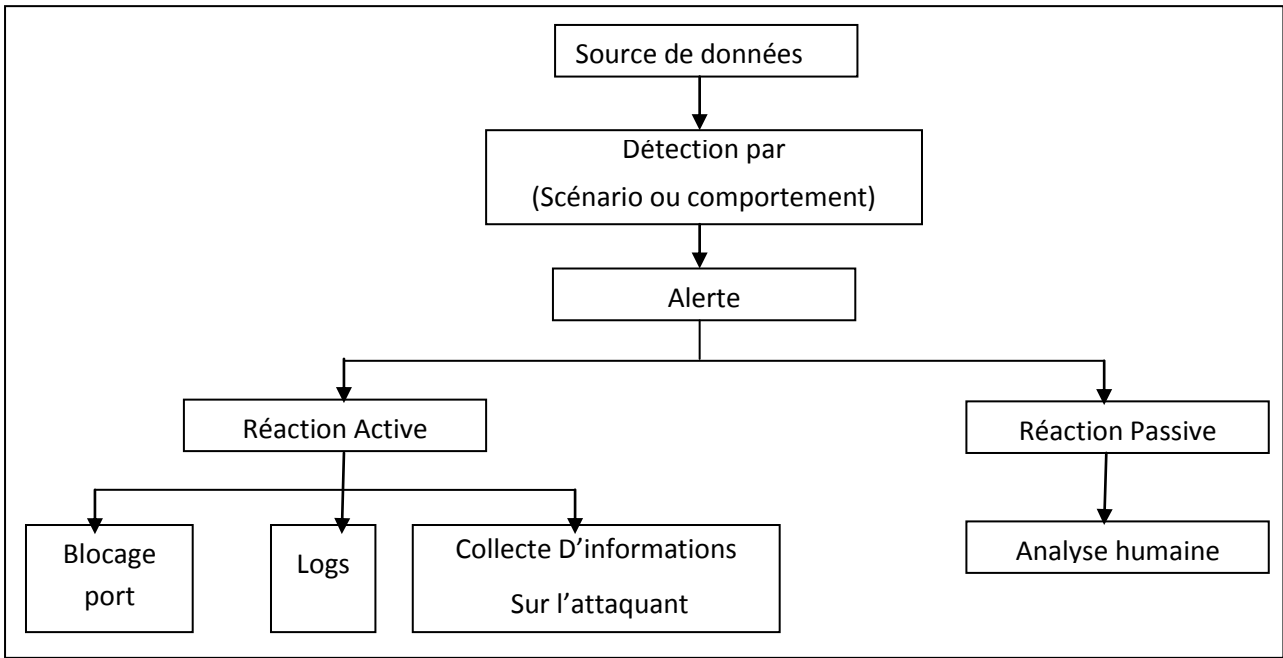 Source de données
Détection par
(Scénario ou comportement)
Alerte
Réaction Active
Réaction Passive
Blocage
port
Logs
Collecte D’informations
Sur l’attaquant
Analyse humaine